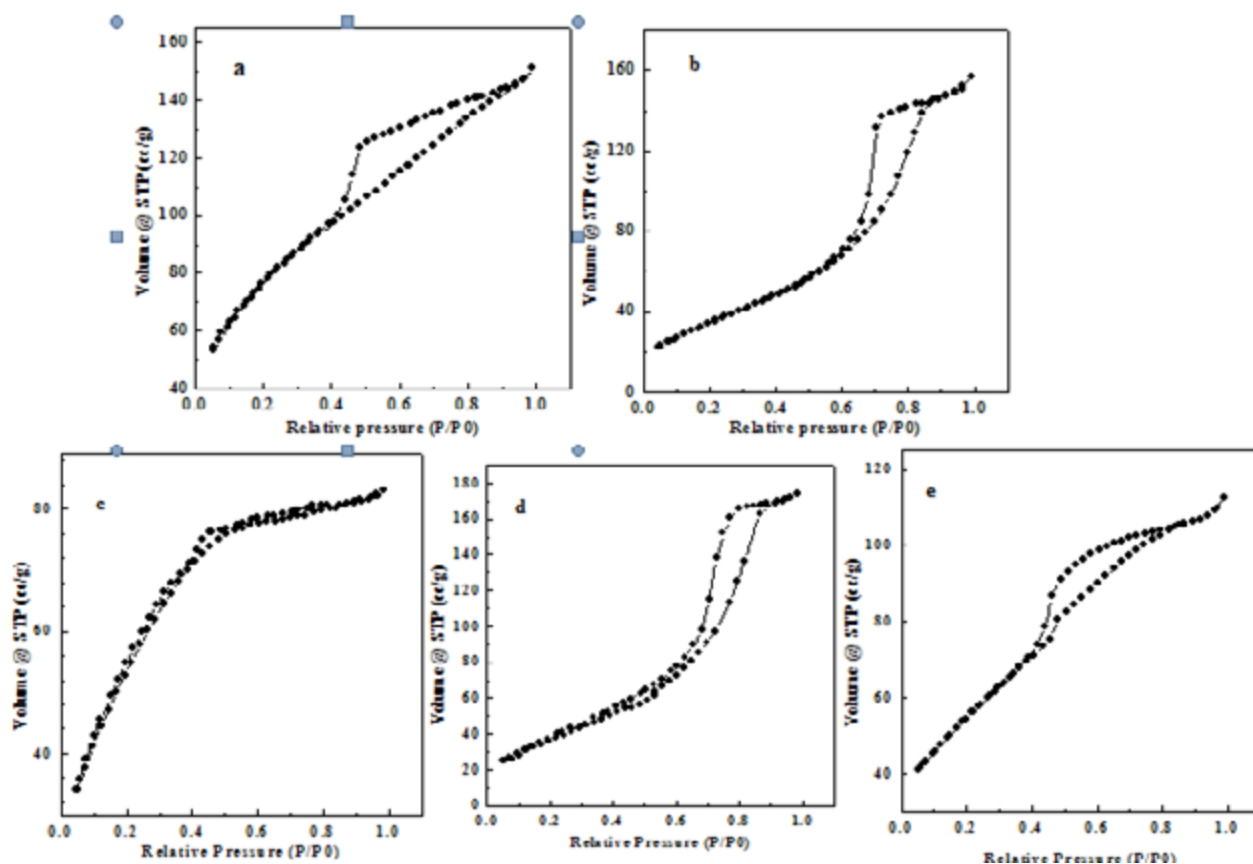 a
160
140
120
100
80
60
40
Volume @ STP (cc/g)
0.0 0.2 0.4 0.6 0.8 1.0
Relative pressure (P/P0)
b
160
120
80
40
0
Volume @ STP (cc/g)
0.0 0.2 0.4 0.6 0.8 1.0
Relative pressure (P/P0)
c
80
60
40
Volume @ STP (cc/g)
0.0 0.2 0.4 0.6 0.8 1.0
Relative Pressure (P/P0)
d
180
160
140
120
100
80
60
40
20
0
Volume @ STP (cc/g)
0.0 0.2 0.4 0.6 0.8 1.0
Relative Pressure (P/P0)
e
120
100
80
60
40
Volume @ STP (cc/g)
0.0 0.2 0.4 0.6 0.8 1.0
Relative Pressure (P/P0)